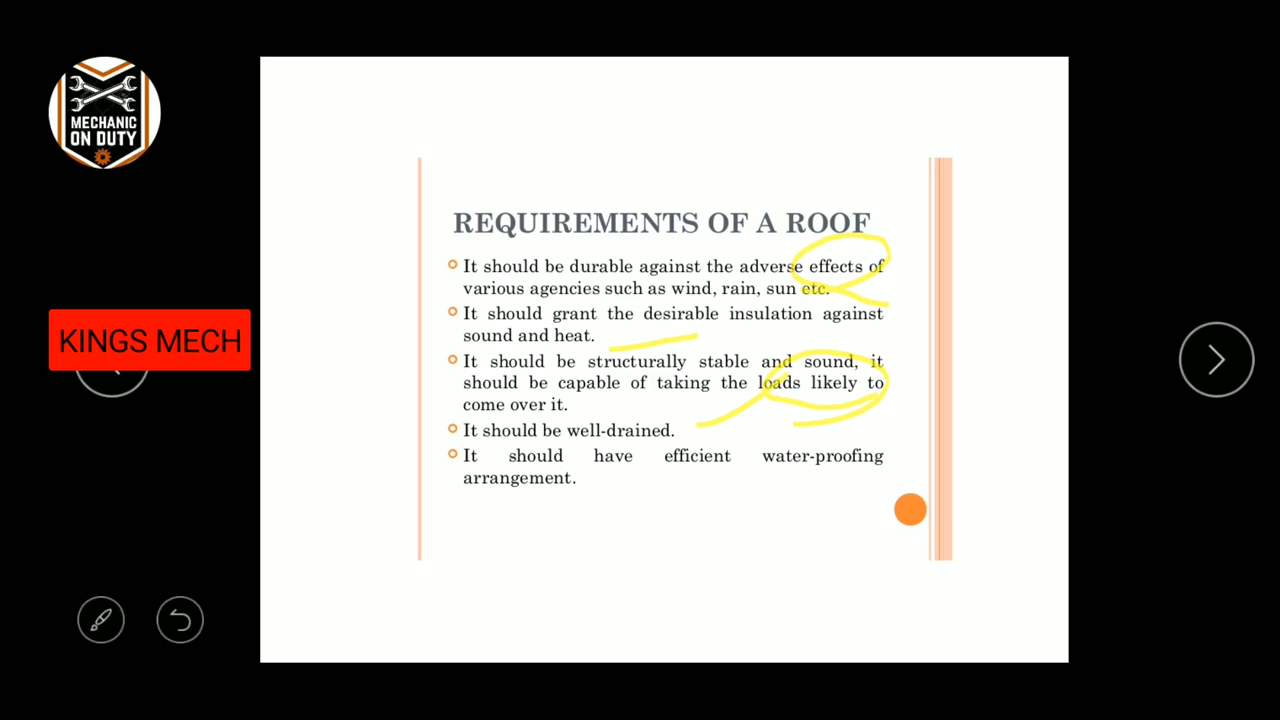 MECHANIC
ON DUTY
KINGS MECH
REQUIREMENTS OF A ROOF
It should be durable against the adverse effects of
various agencies such as wind, rain, sun etc.
It should grant the desirable insulation against
sound and heat.
It should be structurally stable and sound, it
should be capable of taking the loads likely to
come over it.
It should be well-drained.
It should have efficient water-proofing
arrangement.